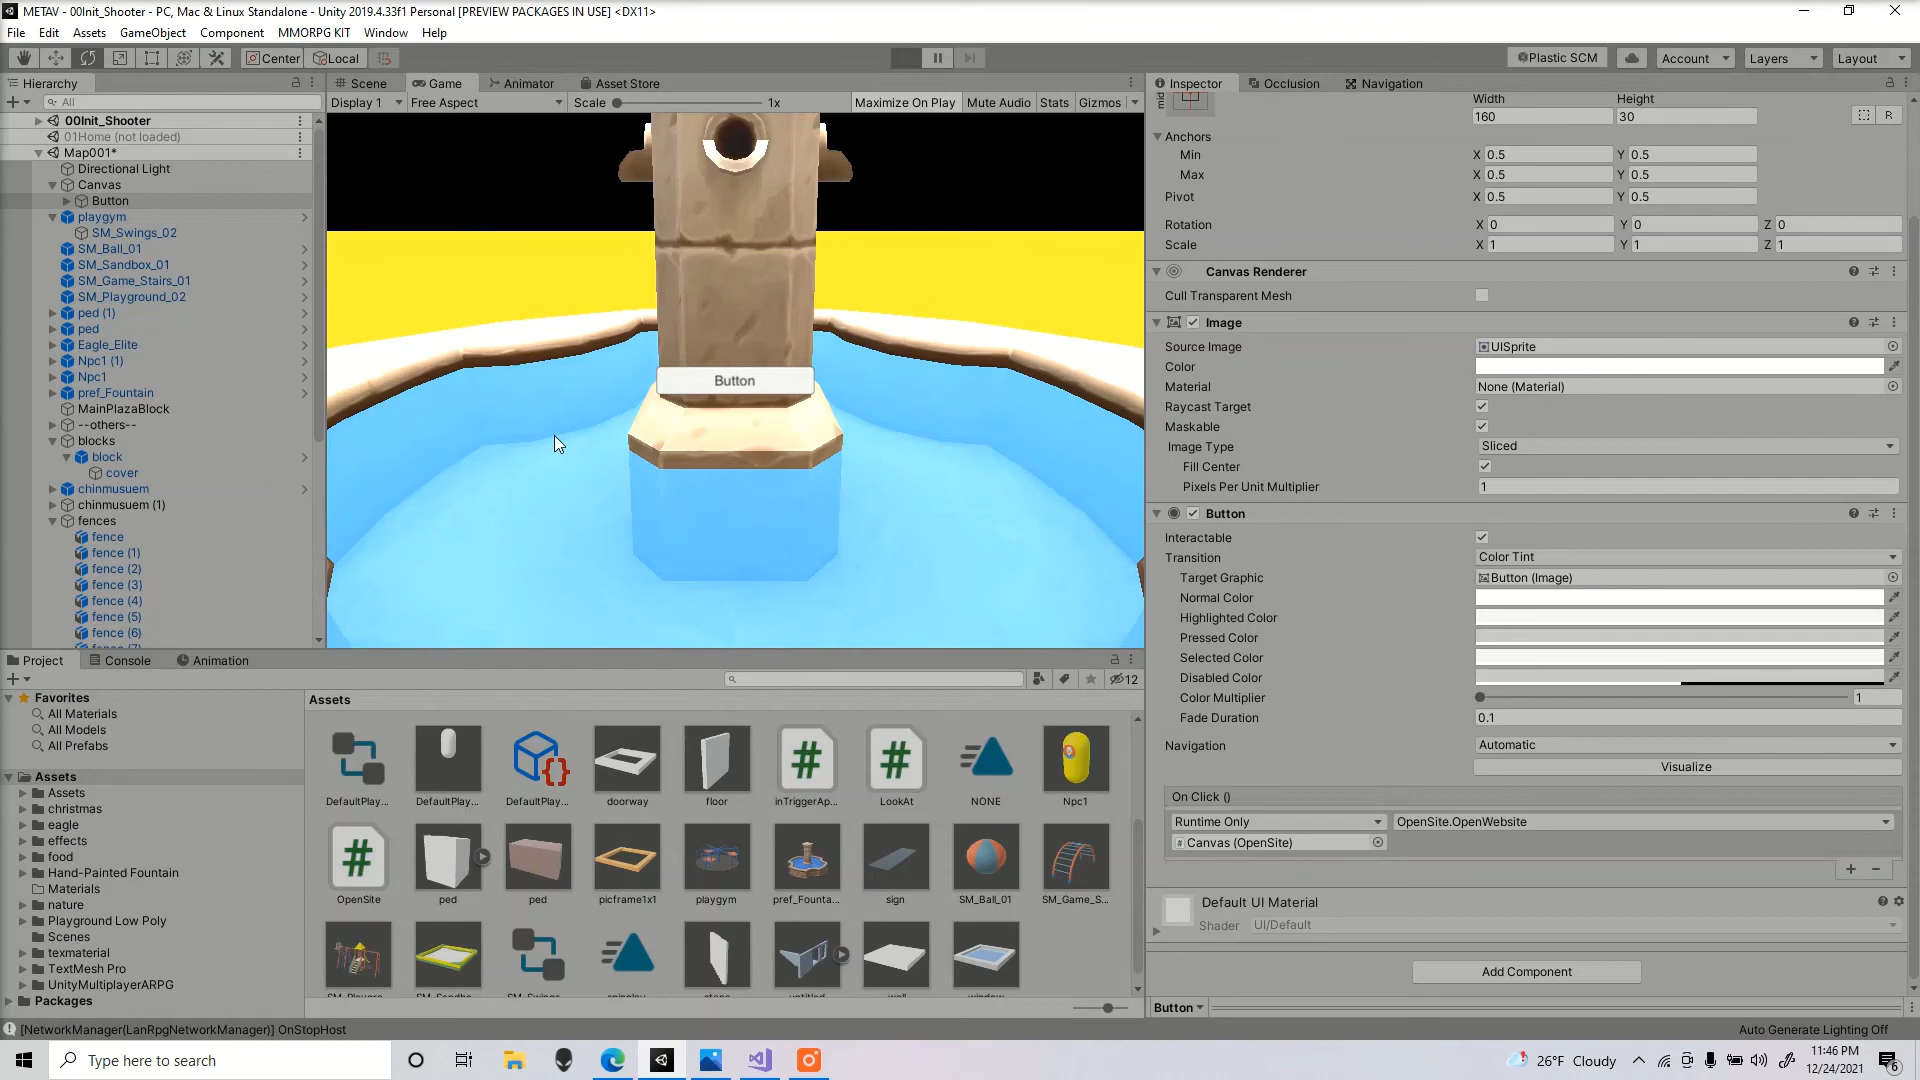 METAV - 00Init_Shooter - PC, Mac & Linux Standalone - Unity 2019.4.33f1 Personal [PREVIEW PACKAGES IN USE] <DX11>
File Edit Assets GameObject Component MMORPG KIT Window Help
Center Local Plastic SCM Account Layers Layout
Hierarchy
All
00Init_Shooter
01Home (not loaded)
Map001*
Directional Light
Canvas
Button
playgym
SM_Swings_02
SM_Ball_01
SM_Sandbox_01
SM_Game_Stairs_01
SM_Playground_02
ped (1)
ped
Eagle_Elite
Npc1 (1)
Npc1
pref_Fountain
MainPlazaBlock
--others--
blocks
block
cover
chinmusuem
chinmusuem (1)
fences
fence
fence (1)
fence (2)
fence (3)
fence (4)
fence (5)
fence (6)
Scene Game Animator Asset Store
Display 1 Free Aspect Scale 1x Maximize On Play Mute Audio Stats Gizmos
Button
Inspector Occlusion Navigation
mid
Width Height
160 30
Anchors
Min X 0.5 Y 0.5
Max X 0.5 Y 0.5
Pivot X 0.5 Y 0.5
Rotation X 0 Y 0 Z 0
Scale X 1 Y 1 Z 1
Canvas Renderer
Cull Transparent Mesh
Image
Source Image UISprite
Color
Material None (Material)
Raycast Target
Maskable
Image Type Sliced
Fill Center
Pixels Per Unit Multiplier 1
Button
Interactable
Transition Color Tint
Target Graphic Button (Image)
Normal Color
Highlighted Color
Pressed Color
Selected Color
Disabled Color
Color Multiplier 1
Fade Duration 0.1
Navigation Automatic
Visualize
On Click ()
Runtime Only OpenSite.OpenWebsite
Canvas (OpenSite)
Default UI Material
Shader UI/Default
Add Component
Button
Project Console Animation
12
Favorites
All Materials
All Models
All Prefabs
Assets
Assets
christmas
eagle
effects
food
Hand-Painted Fountain
Materials
nature
Playground Low Poly
Scenes
texmaterial
TextMesh Pro
UnityMultiplayerARPG
Packages
Assets
DefaultPlay... DefaultPlay... DefaultPlay... doorway floor inTriggerAp... LookAt NONE Npc1
OpenSite ped ped picframe1x1 playgym pref_Founta... sign SM_Ball_01 SM_Game_S...
[NetworkManager(LanRpgNetworkManager)] OnStopHost
Auto Generate Lighting Off
Type here to search
26°F Cloudy
11:46 PM
12/24/2021
6